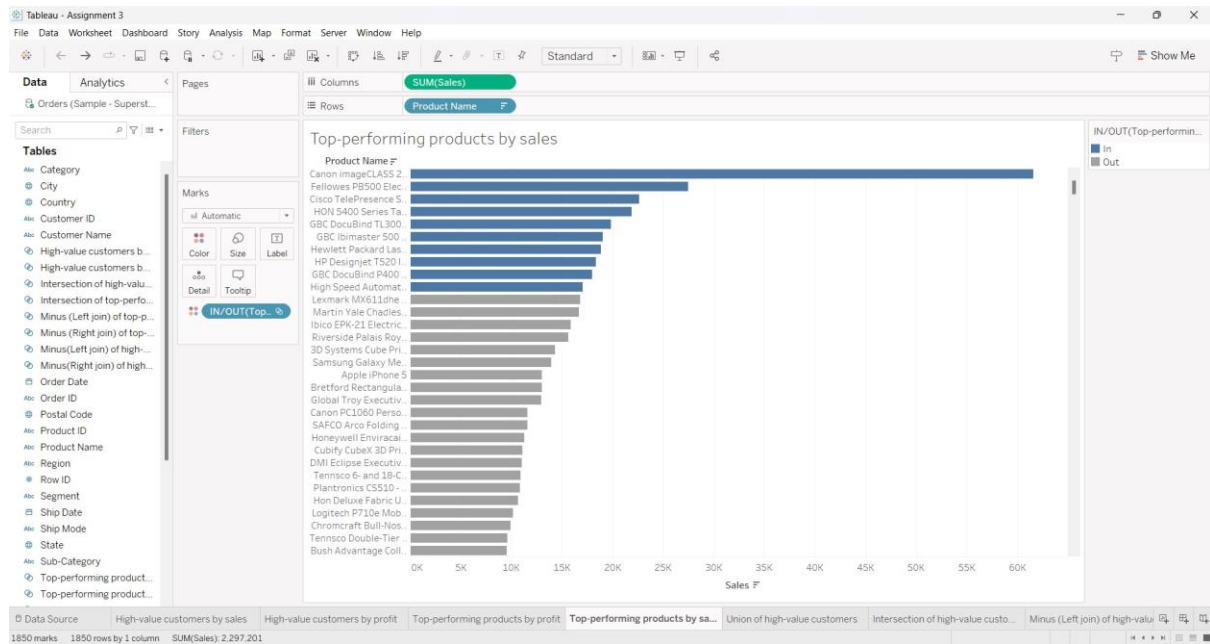 Tableau - Assignment 3
File Data Worksheet Dashboard Story Analysis Map Format Server Window Help
Standard
Show Me
Data Analytics
Orders (Sample - Superst...
Search
Tables
Abc Category
City
Country
Abc Customer ID
Abc Customer Name
High-value customers b...
High-value customers b...
Intersection of high-valu...
Intersection of top-perfo...
Minus (Left join) of top-p...
Minus (Right join) of top-...
Minus(Left join) of high-...
Minus(Right join) of high...
Order Date
Abc Order ID
Postal Code
Abc Product ID
Abc Product Name
Abc Region
Row ID
Abc Segment
Ship Date
Abc Ship Mode
State
Abc Sub-Category
Top-performing product...
Top-performing product...
Pages
Filters
Marks
Automatic
Color Size Label
Detail Tooltip
IN/OUT(Top..
Columns SUM(Sales)
Rows Product Name
Top-performing products by sales
Product Name
Canon imageCLASS 2..
Fellowes PB500 Elec..
Cisco TelePresence S..
HON 5400 Series Ta..
GBC DocuBind TL300..
GBC Ibimaster 500 ..
Hewlett Packard Las..
HP Designjet T520 I..
GBC DocuBind P400 ..
High Speed Automat..
Lexmark MX611dhe ..
Martin Yale Chadles..
Ibico EPK-21 Electric..
Riverside Palais Roy..
3D Systems Cube Pri..
Samsung Galaxy Me..
Apple iPhone 5
Bretford Rectangula..
Global Troy Executiv..
Canon PC1060 Perso..
SAFCO Arco Folding ..
Honeywell Enviracai..
Cubify CubeX 3D Pri..
DMI Eclipse Executiv..
Tennsco 6- and 18-C..
Plantronics CS510 - ..
Hon Deluxe Fabric U..
Logitech P710e Mob..
Chromcraft Bull-Nos..
Tennsco Double-Tier ..
Bush Advantage Coll..
0K 5K 10K 15K 20K 25K 30K 35K 40K 45K 50K 55K 60K
Sales
IN/OUT(Top-performin...
In
Out
Data Source High-value customers by sales High-value customers by profit Top-performing products by profit Top-performing products by sa... Union of high-value customers Intersection of high-value custo... Minus (Left join) of high-valu
1850 marks 1850 rows by 1 column SUM(Sales): 2,297,201